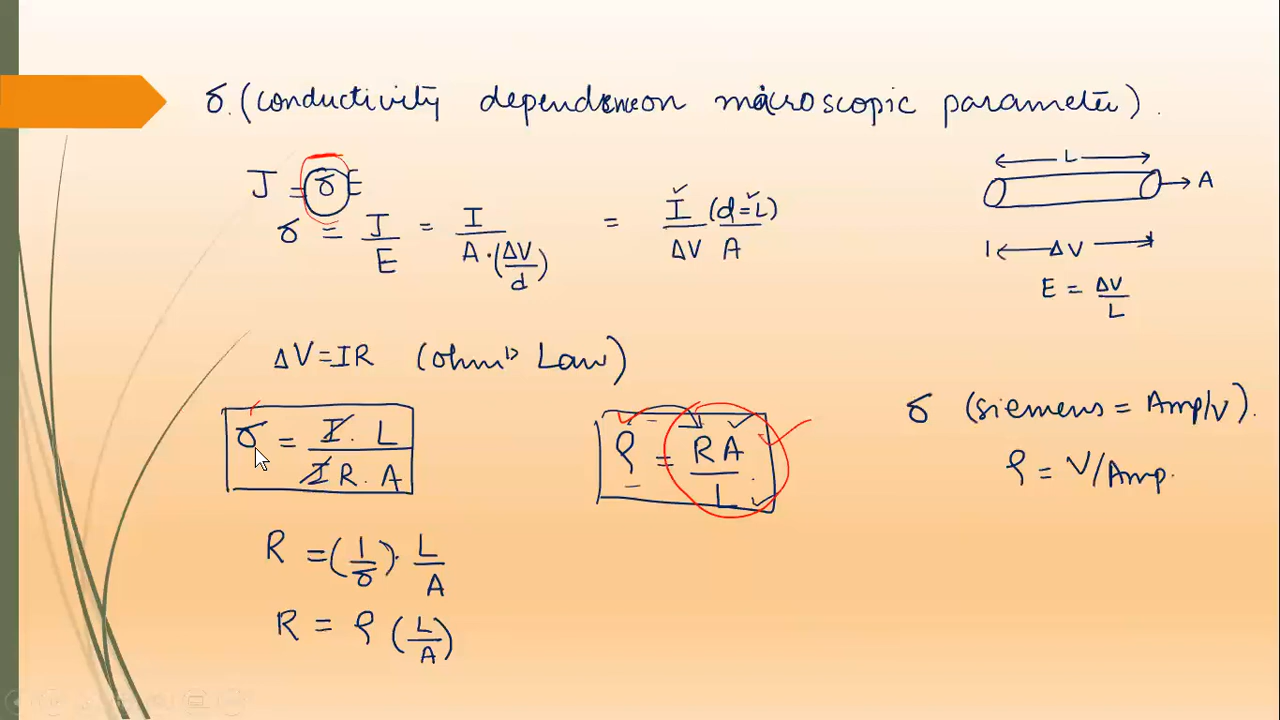 σ. (conductivity dependence on macroscopic parameter).
J = σ E
σ = J/E = I/(A·(ΔV/d)) = I/ΔV (d=L)/A
L
A
ΔV
E = ΔV/L
ΔV = IR (ohm's Law)
σ = I. L / IR. A
ρ = RA/L
σ (siemens = Amp/V).
ρ = V/Amp.
R = (1/σ)· L/A
R = ρ (L/A)